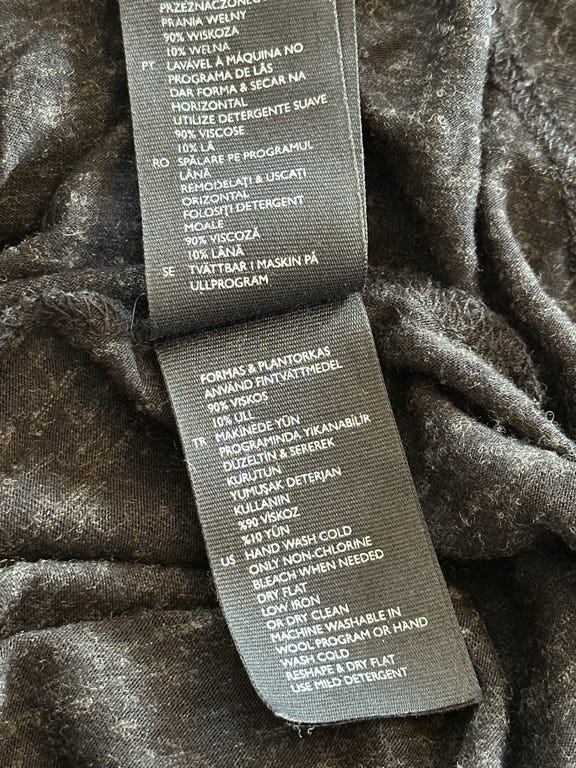 PRZEZNACZONEGO
PRANIA WEŁNY
90% WISKOZA
10% WEŁNA
PT LAVÁVEL À MÁQUINA NO
PROGRAMA DE LÃS
DAR FORMA & SECAR NA
HORIZONTAL
UTILIZE DETERGENTE SUAVE
90% VISCOSE
10% LÃ
RO SPĂLARE PE PROGRAMUL
LÂNĂ
REMODELAȚI & USCAȚI
ORIZONTAL
FOLOSIȚI DETERGENT
MOALE
90% VISCOZĂ
10% LÂNĂ
SE TVÄTTBAR I MASKIN PÅ
ULLPROGRAM
FORMAS & PLANTORKAS
ANVÄND FINTVÄTTMEDEL
90% VISKOS
10% ULL
TR MAKİNEDE YÜN
PROGRAMINDA YIKANABİLİR
DÜZELTİN & SEREREK
KURUTUN
YUMUŞAK DETERJAN
KULLANIN
%90 VİSKOZ
%10 YÜN
US HAND WASH COLD
ONLY NON-CHLORINE
BLEACH WHEN NEEDED
DRY FLAT
LOW IRON
OR DRY CLEAN
MACHINE WASHABLE IN
WOOL PROGRAM OR HAND
WASH COLD
RESHAPE & DRY FLAT
USE MILD DETERGENT